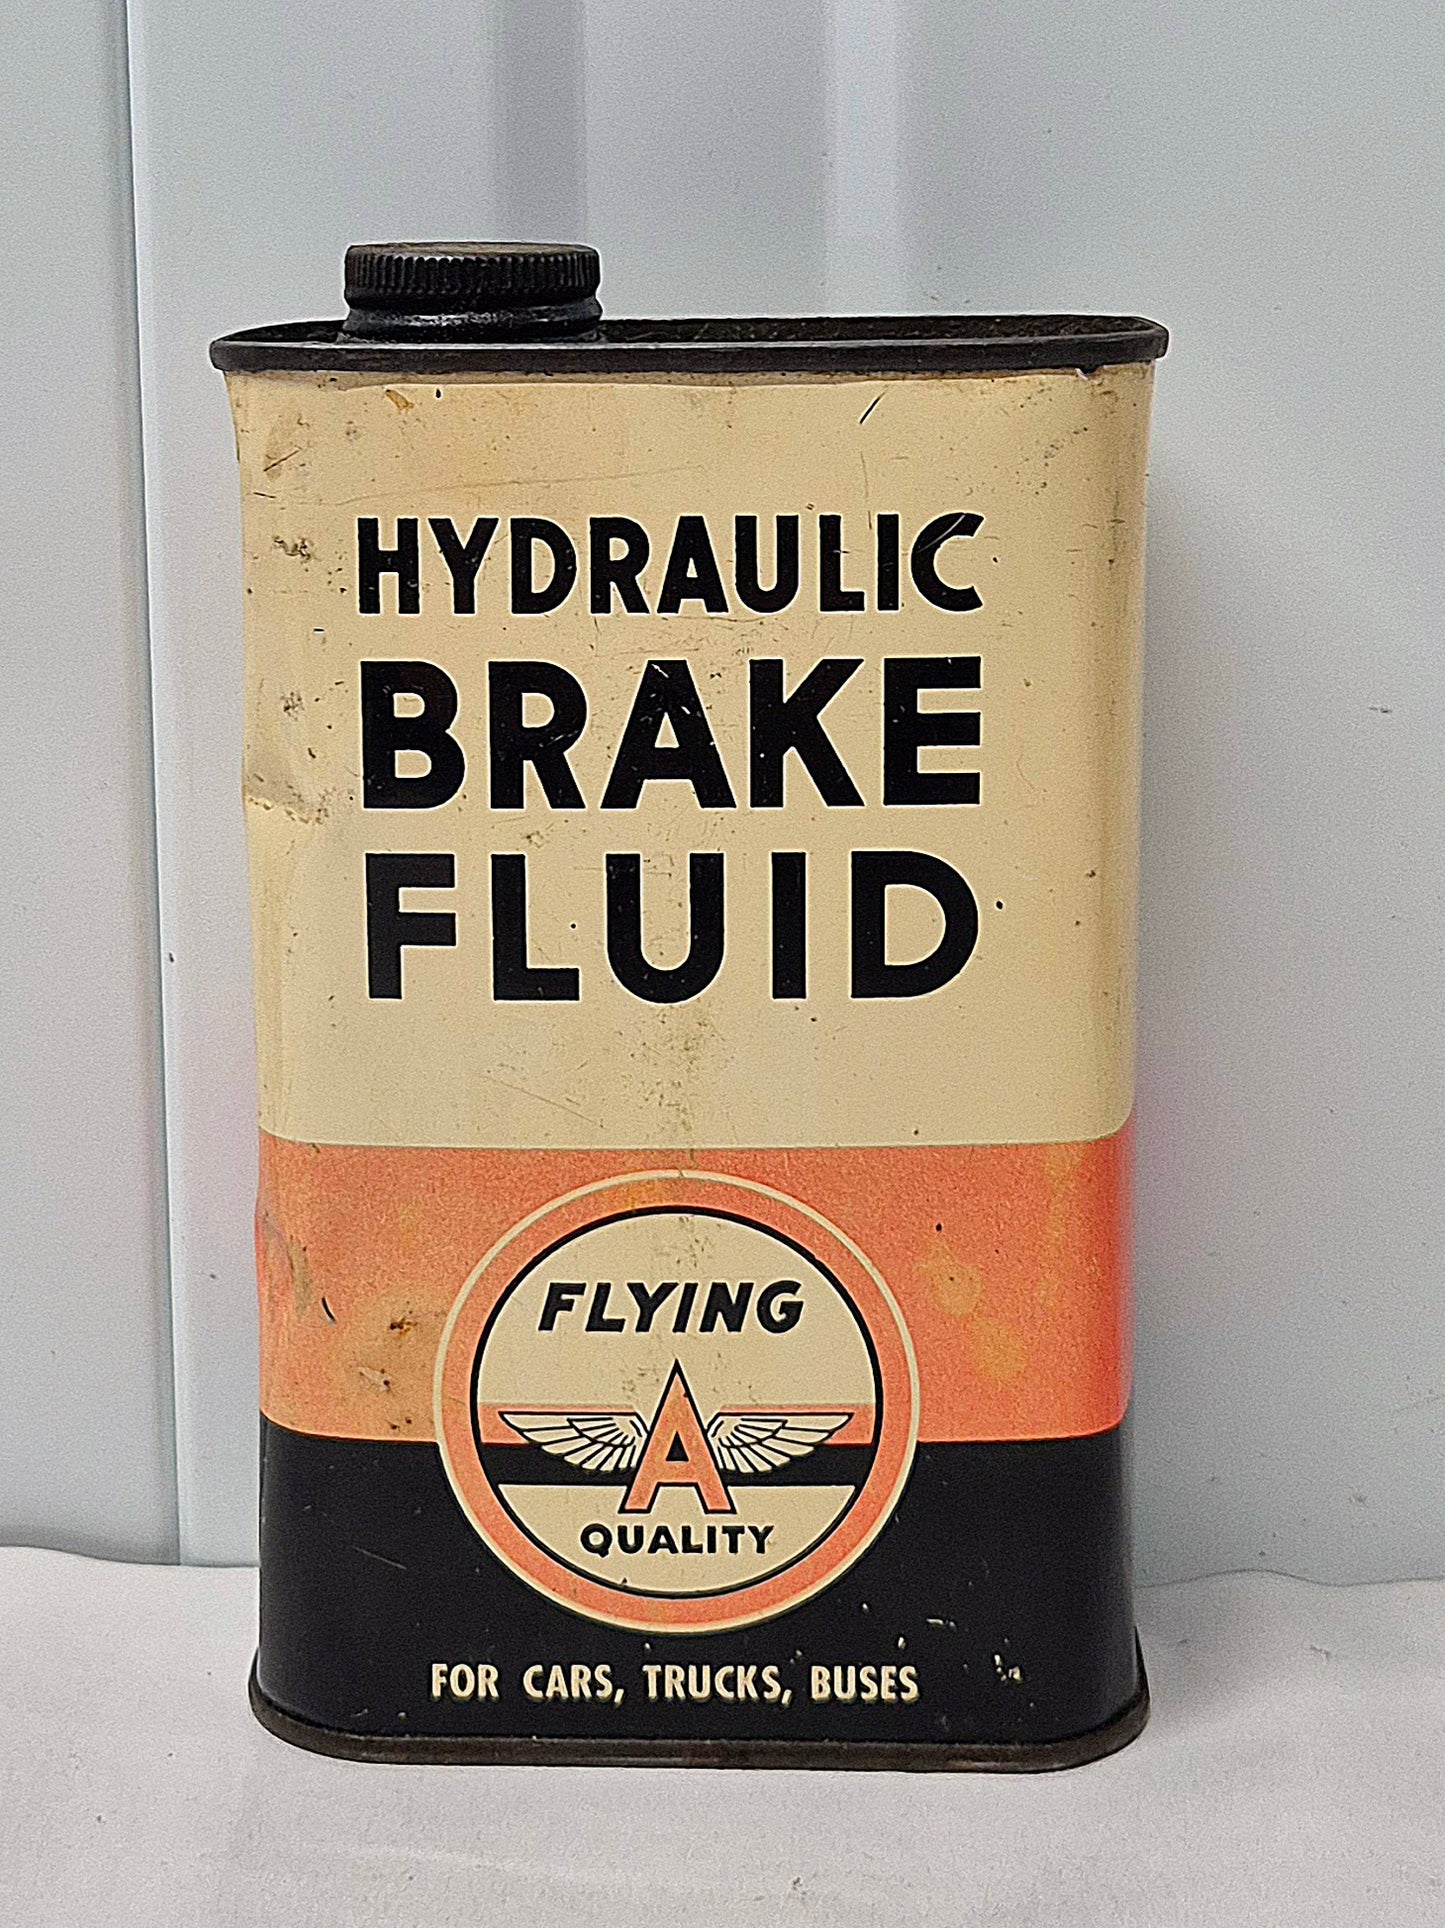 HYDRAULIC
BRAKE
FLUID
FLYING
A
QUALITY
FOR CARS, TRUCKS, BUSES